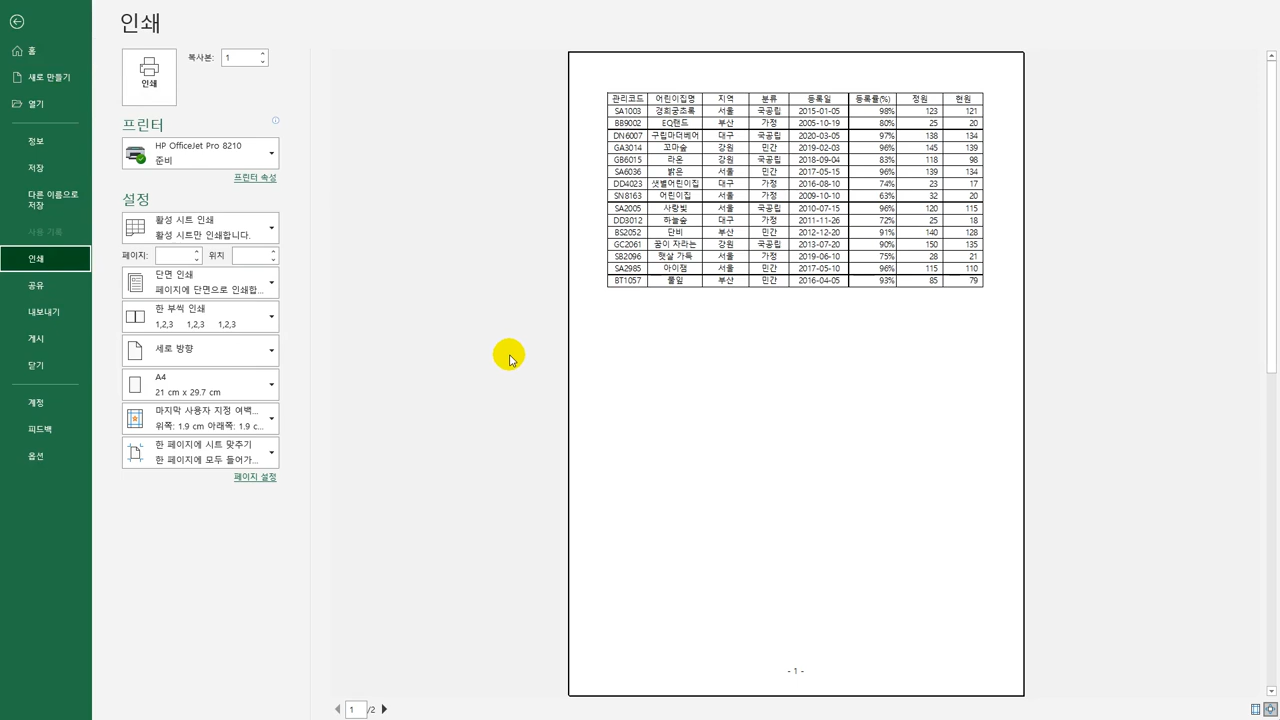 인쇄
홈
새로 만들기
열기
정보
저장
다른 이름으로
저장
사용 기록
인쇄
공유
내보내기
게시
닫기
계정
피드백
옵션
인쇄
복사본: 1
프린터
HP OfficeJet Pro 8210
준비
프린터 속성
설정
활성 시트 인쇄
활성 시트만 인쇄합니다.
페이지: 위치
단면 인쇄
페이지에 단면으로 인쇄합...
한 부씩 인쇄
1,2,3 1,2,3 1,2,3
세로 방향
A4
21 cm x 29.7 cm
마지막 사용자 지정 여백...
위쪽: 1.9 cm 아래쪽: 1.9 c...
한 페이지에 시트 맞추기
한 페이지에 모두 들어가...
페이지 설정
관리코드 어린이집명 지역 분류 등록일 등록률(%) 정원 현원
SA1003 경희궁초록 서울 국공립 2015-01-05 98% 123 121
BB9002 EQ랜드 부산 가정 2005-10-19 80% 25 20
DN6007 구립마더베어 대구 국공립 2020-03-05 97% 138 134
GA3014 꼬마숲 강원 민간 2019-02-03 96% 145 139
GB6015 라온 강원 국공립 2018-09-04 83% 118 98
SA6036 밝은 서울 민간 2017-05-15 96% 139 134
DD4023 샛별어린이집 대구 가정 2016-08-10 74% 23 17
SN8163 어린이집 서울 가정 2009-10-10 63% 32 20
SA2005 사랑빛 서울 국공립 2010-07-15 96% 120 115
DD3012 하늘숲 대구 가정 2011-11-26 72% 25 18
BS2052 단비 부산 민간 2012-12-20 91% 140 128
GC2061 꿈이 자라는 강원 국공립 2013-07-20 90% 150 135
SB2096 햇살 가득 서울 가정 2019-06-10 75% 28 21
SA2985 아이잼 서울 민간 2017-05-10 96% 115 110
BT1057 풀잎 부산 민간 2016-04-05 93% 85 79
- 1 -
1 /2